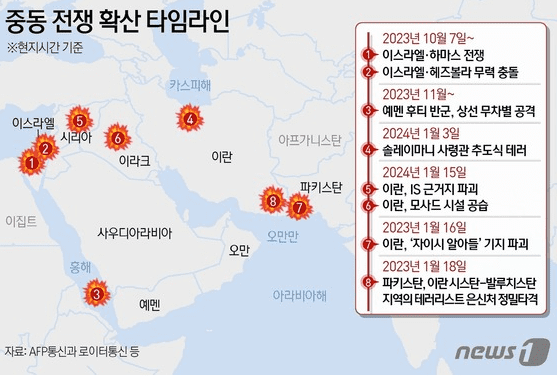 중동 전쟁 확산 타임라인
※현지시간 기준
2023년 10월 7일~
1 이스라엘·하마스 전쟁
2 이스라엘·헤즈볼라 무력 충돌
2023년 11월~
3 예멘 후티 반군, 상선 무차별 공격
2024년 1월 3일
4 솔레이마니 사령관 추도식 테러
2024년 1월 15일
5 이란, IS 근거지 파괴
6 이란, 모사드 시설 공습
2023년 1월 16일
7 이란, ‘자이시 알아들’ 기지 파괴
2023년 1월 18일
8 파키스탄, 이란 시스탄-발루치스탄
지역의 테러리스트 은신처 정밀타격
카스피해
4
이스라엘
5
시리아
2
6
1
이라크
이란
아프가니스탄
파키스탄
8
7
이집트
사우디아라비아
오만
오만만
홍해
3
예멘
아라비아해
자료: AFP통신과 로이터통신 등
news1